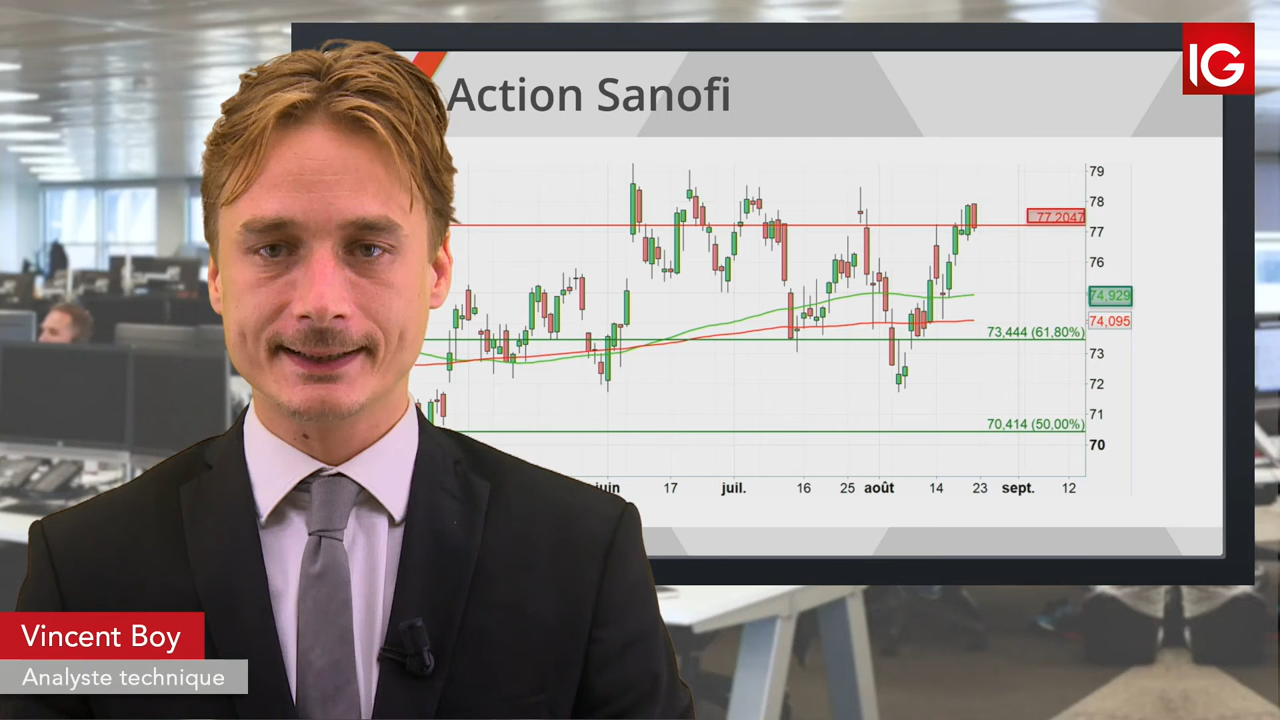 IG
Action Sanofi
79
78
77,2047
77
76
74,929
74,095
73,444 (61,80%)
73
72
71
70,414 (50,00%)
70
juin 17 juil. 16 25 août 14 23 sept. 12
Vincent Boy
Analyste technique